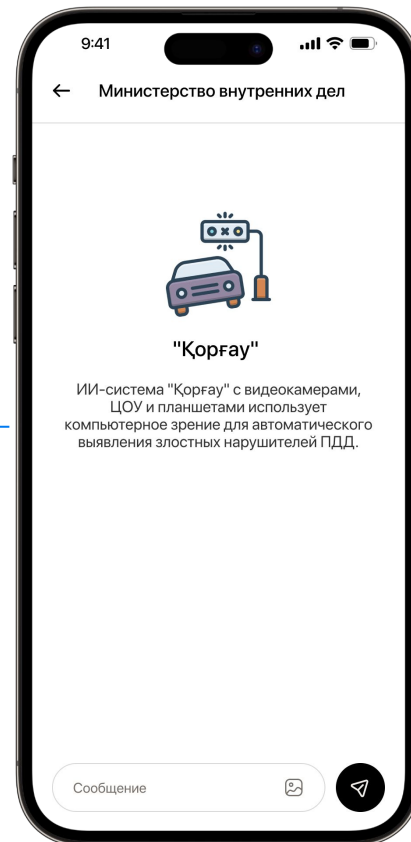 9:41
Министерство внутренних дел
"Қорғау"
ИИ-система "Қорғау" с видеокамерами,
ЦОУ и планшетами использует
компьютерное зрение для автоматического
выявления злостных нарушителей ПДД.
Сообщение